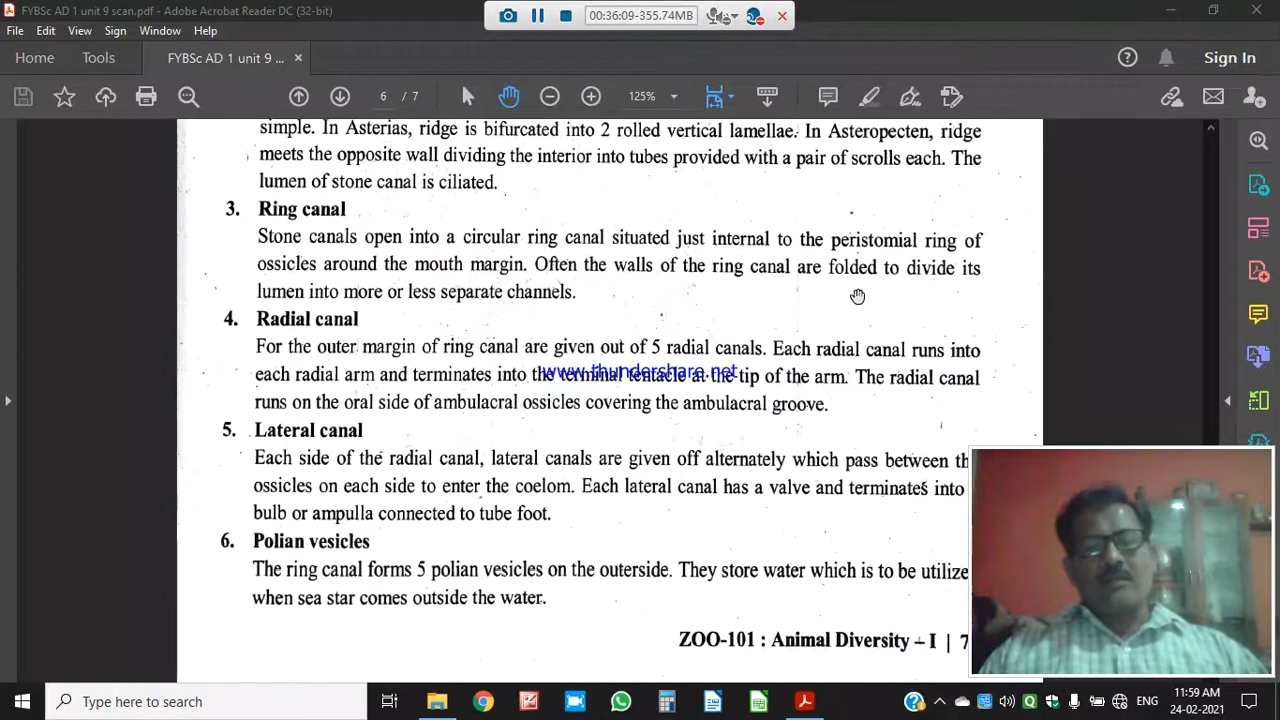 FYBSc AD 1 unit 9 scan.pdf - Adobe Acrobat Reader DC (32-bit)
00:36:09-355.74MB
File Edit View Sign Window Help
Home Tools FYBSc AD 1 unit 9 ... × Sign In
6 / 7 125%
simple. In Asterias, ridge is bifurcated into 2 rolled vertical lamellae. In Asteropecten, ridge
meets the opposite wall dividing the interior into tubes provided with a pair of scrolls each. The
lumen of stone canal is ciliated.
3. Ring canal
Stone canals open into a circular ring canal situated just internal to the peristomial ring of
ossicles around the mouth margin. Often the walls of the ring canal are folded to divide its
lumen into more or less separate channels.
4. Radial canal
For the outer margin of ring canal are given out of 5 radial canals. Each radial canal runs into
each radial arm and terminates into the terminal tentacle at the tip of the arm. The radial canal
www.thundershare.net
runs on the oral side of ambulacral ossicles covering the ambulacral groove.
5. Lateral canal
Each side of the radial canal, lateral canals are given off alternately which pass between th
ossicles on each side to enter the coelom. Each lateral canal has a valve and terminates into
bulb or ampulla connected to tube foot.
6. Polian vesicles
The ring canal forms 5 polian vesicles on the outerside. They store water which is to be utilize
when sea star comes outside the water.
ZOO-101 : Animal Diversity – I | 7
Type here to search
ENG
11:59 AM
24-02-2021